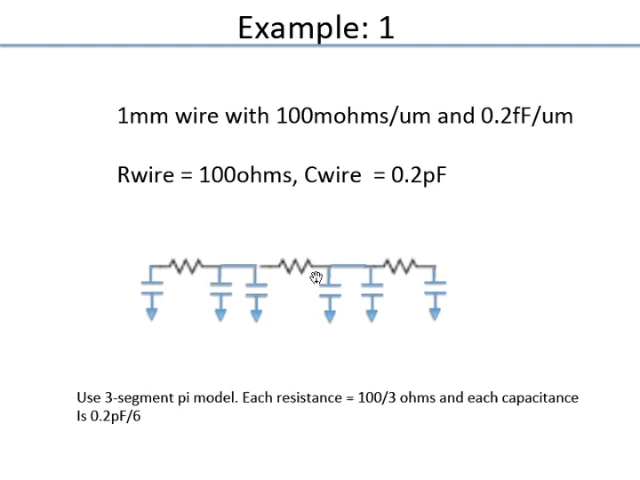 Example: 1
1mm wire with 100mohms/um and 0.2fF/um
Rwire = 100ohms, Cwire  = 0.2pF
Use 3-segment pi model. Each resistance = 100/3 ohms and each capacitance
Is 0.2pF/6